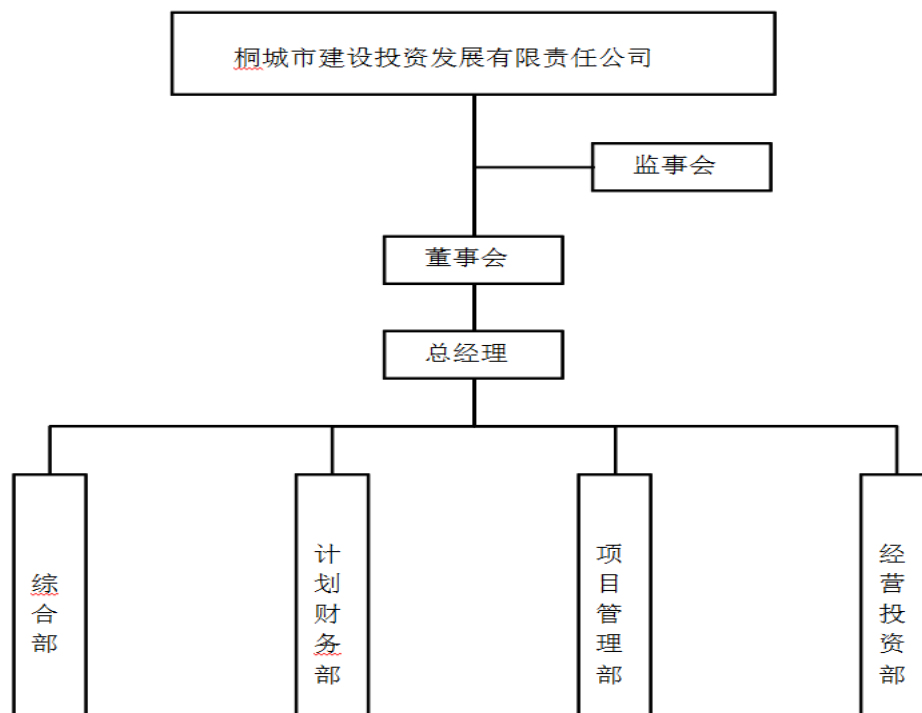 桐城市建设投资发展有限责任公司
监事会
董事会
总经理
综合部
计划财务部
项目管理部
经营投资部